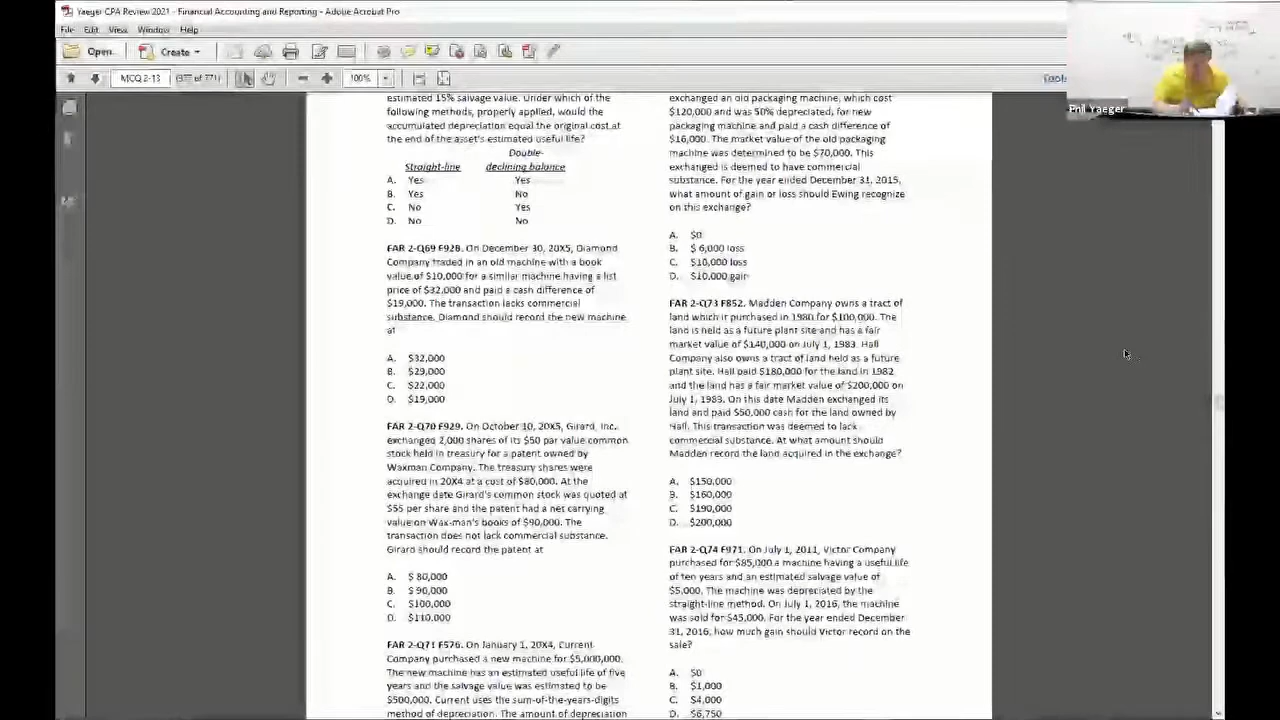 Yaeger CPA Review 2021 - Financial Accounting and Reporting - Adobe Acrobat Pro
File Edit View Window Help
Open Create
MCQ 2-13 (377 of 771) 100% Tools
Phil Yaeger
estimated 15% salvage value. Under which of the
following methods, properly applied, would the
accumulated depreciation equal the original cost at
the end of the asset's estimated useful life?
Double-
Straight-line declining balance
A. Yes Yes
B. Yes No
C. No Yes
D. No No
FAR 2-Q69 F928. On December 30, 20X5, Diamond
Company traded in an old machine with a book
value of $10,000 for a similar machine having a list
price of $32,000 and paid a cash difference of
$19,000. The transaction lacks commercial
substance. Diamond should record the new machine
at
A. $32,000
B. $29,000
C. $22,000
D. $19,000
FAR 2-Q70 F929. On October 10, 20X5, Girard, Inc.
exchanged 2,000 shares of its $50 par value common
stock held in treasury for a patent owned by
Waxman Company. The treasury shares were
acquired in 20X4 at a cost of $80,000. At the
exchange date Girard's common stock was quoted at
$55 per share and the patent had a net carrying
value on Wax-man's books of $90,000. The
transaction does not lack commercial substance.
Girard should record the patent at
A. $ 80,000
B. $ 90,000
C. $100,000
D. $110,000
FAR 2-Q71 F576. On January 1, 20X4, Current
Company purchased a new machine for $5,000,000.
The new machine has an estimated useful life of five
years and the salvage value was estimated to be
$500,000. Current uses the sum-of-the-years-digits
method of depreciation. The amount of depreciation
exchanged an old packaging machine, which cost
$120,000 and was 50% depreciated, for new
packaging machine and paid a cash difference of
$16,000. The market value of the old packaging
machine was determined to be $70,000. This
exchanged is deemed to have commercial
substance. For the year ended December 31, 2015,
what amount of gain or loss should Ewing recognize
on this exchange?
A. $0
B. $ 6,000 loss
C. $10,000 loss
D. $10,000 gain
FAR 2-Q73 F852. Madden Company owns a tract of
land which it purchased in 1980 for $100,000. The
land is held as a future plant site and has a fair
market value of $140,000 on July 1, 1983. Hall
Company also owns a tract of land held as a future
plant site. Hall paid $180,000 for the land in 1982
and the land has a fair market value of $200,000 on
July 1, 1983. On this date Madden exchanged its
land and paid $50,000 cash for the land owned by
Hall. This transaction was deemed to lack
commercial substance. At what amount should
Madden record the land acquired in the exchange?
A. $150,000
B. $160,000
C. $190,000
D. $200,000
FAR 2-Q74 F971. On July 1, 2011, Victor Company
purchased for $85,000 a machine having a useful life
of ten years and an estimated salvage value of
$5,000. The machine was depreciated by the
straight-line method. On July 1, 2016, the machine
was sold for $45,000. For the year ended December
31, 2016, how much gain should Victor record on the
sale?
A. $0
B. $1,000
C. $4,000
D. $6,750